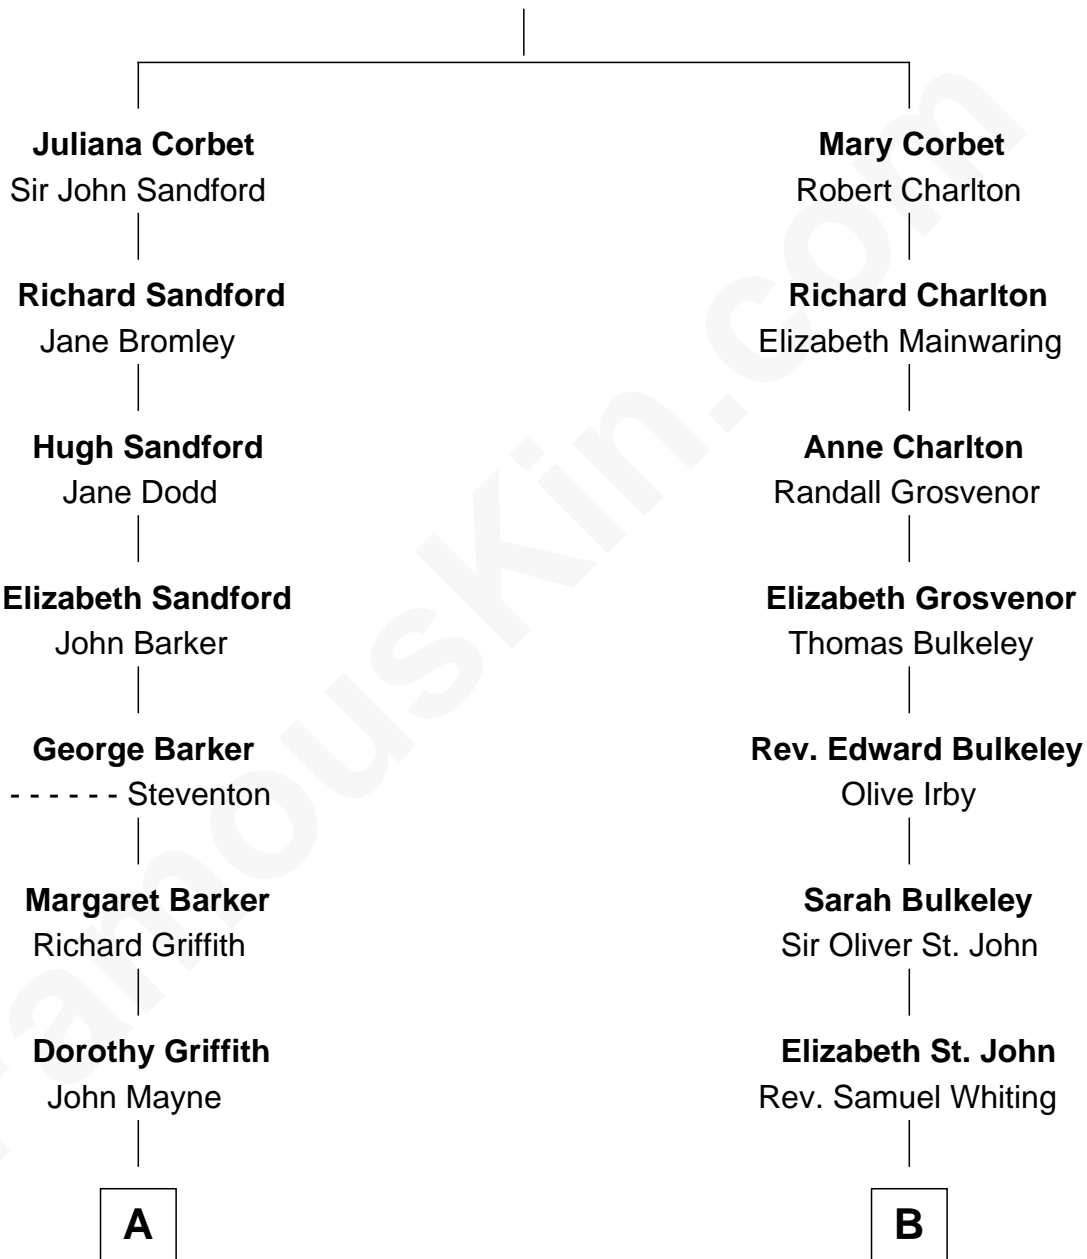 Juliana Corbet
Sir John Sandford
Richard Sandford
Jane Bromley
Hugh Sandford
Jane Dodd
Elizabeth Sandford
John Barker
George Barker
- - - - - - Steventon
Margaret Barker
Richard Griffith
Dorothy Griffith
John Mayne
A
Mary Corbet
Robert Charlton
Richard Charlton
Elizabeth Mainwaring
Anne Charlton
Randall Grosvenor
Elizabeth Grosvenor
Thomas Bulkeley
Rev. Edward Bulkeley
Olive Irby
Sarah Bulkeley
Sir Oliver St. John
Elizabeth St. John
Rev. Samuel Whiting
B
FamousKin.com